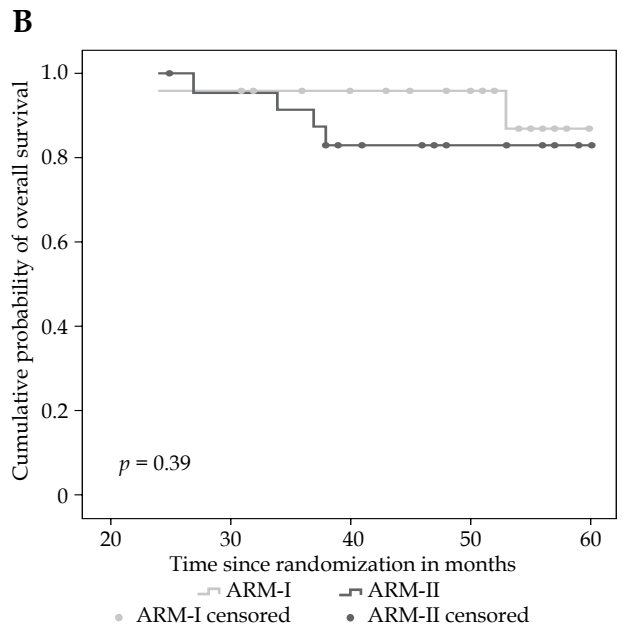 B
Cumulative probability of overall survival
1.0
0.8
0.6
0.4
0.2
0
p = 0.39
20 30 40 50 60
Time since randomization in months
ARM-I ARM-II
ARM-I censored ARM-II censored